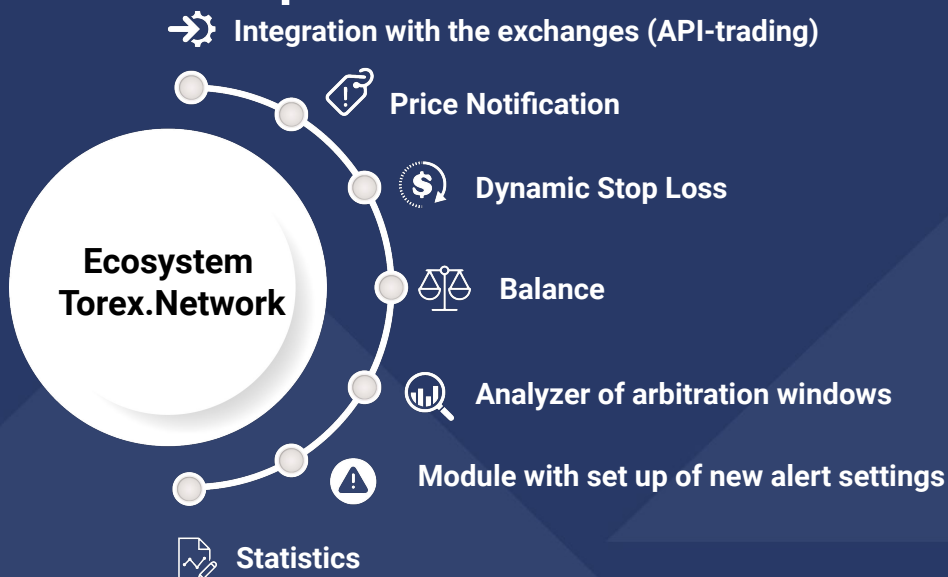 Integration with the exchanges (API-trading)
Price Notification
Dynamic Stop Loss
Ecosystem
Torex.Network
Balance
Analyzer of arbitration windows
Module with set up of new alert settings
Statistics